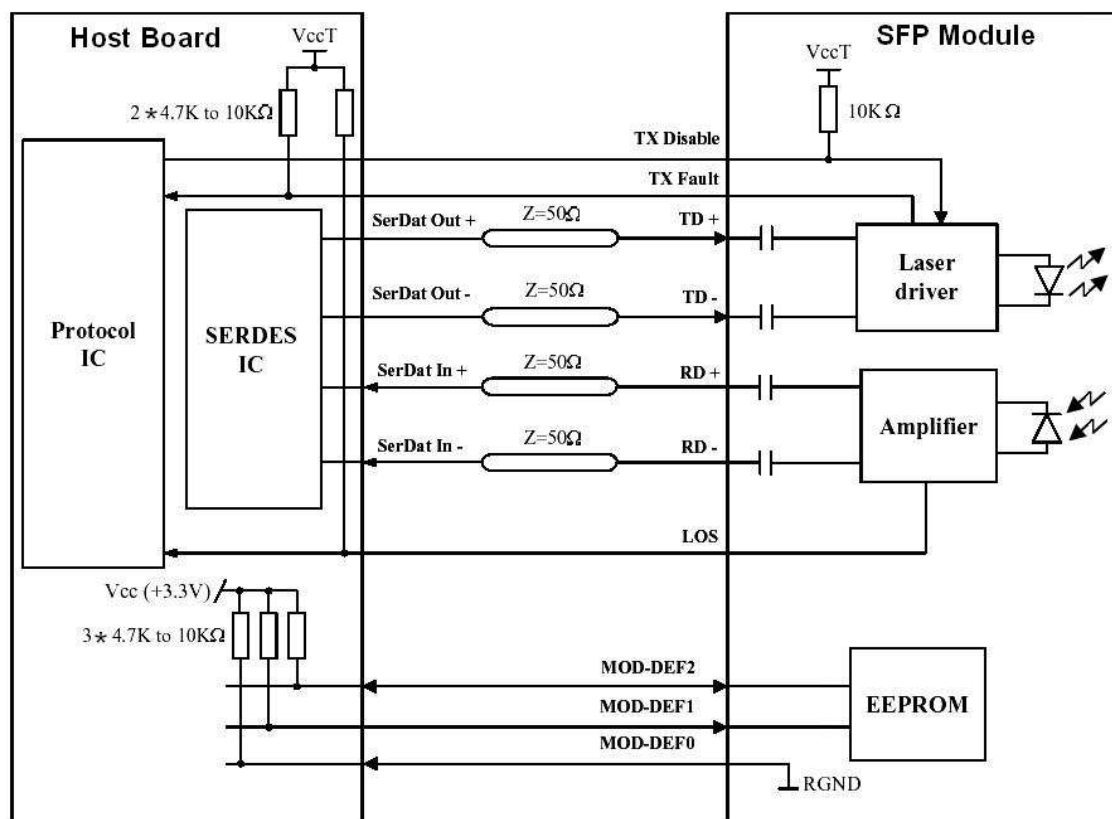 Host Board
SFP Module
VccT
VccT
2 * 4.7K to 10KΩ
10KΩ
TX Disable
TX Fault
SerDat Out +
Z=50Ω
TD +
SerDat Out -
Z=50Ω
TD -
Laser
driver
Protocol
IC
SERDES
IC
SerDat In +
Z=50Ω
RD +
SerDat In -
Z=50Ω
RD -
Amplifier
LOS
Vcc (+3.3V)
3 * 4.7K to 10KΩ
MOD-DEF2
MOD-DEF1
MOD-DEF0
EEPROM
RGND